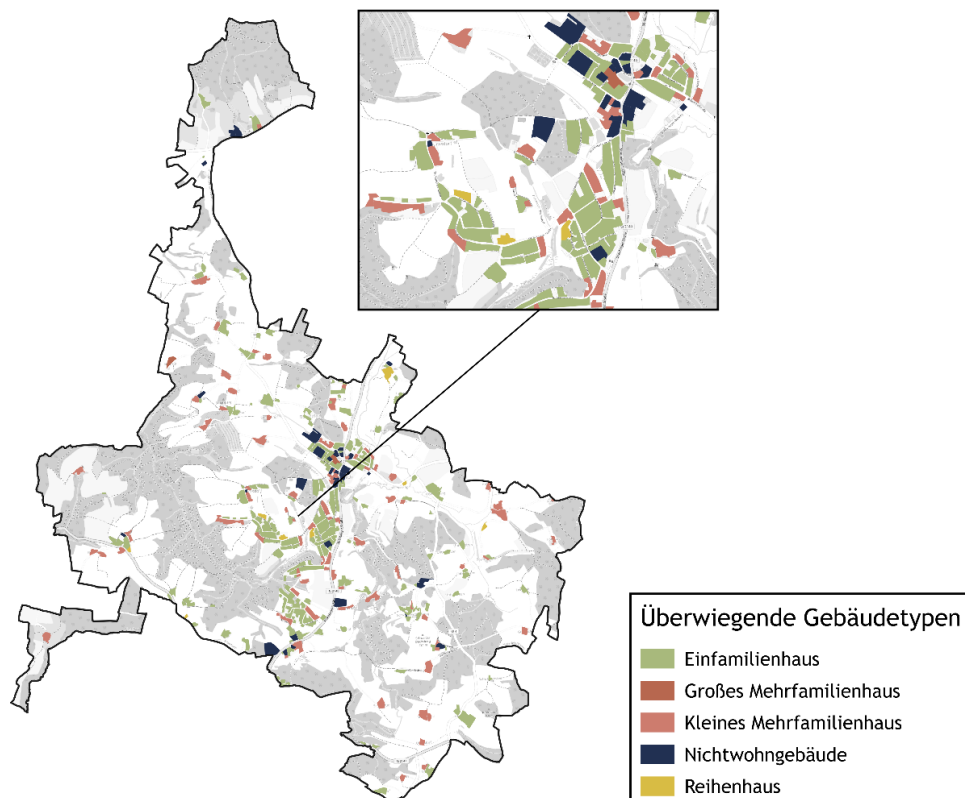 Überwiegende Gebäudetypen
Einfamilienhaus
Großes Mehrfamilienhaus
Kleines Mehrfamilienhaus
Nichtwohngebäude
Reihenhaus